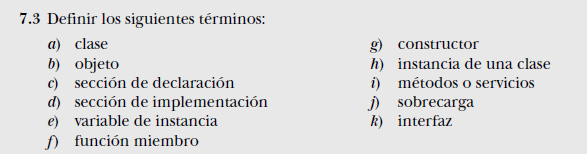 7.3 Definir los siguientes términos:
a) clase
b) objeto
c) sección de declaración
d) sección de implementación
e) variable de instancia
f) función miembro
g) constructor
h) instancia de una clase
i) métodos o servicios
j) sobrecarga
k) interfaz